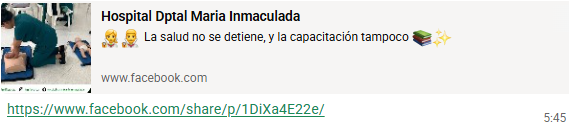 Hospital Dptal Maria Inmaculada
👩‍⚕️👨‍⚕️ La salud no se detiene, y la capacitación tampoco 📚✨
www.facebook.com
https://www.facebook.com/share/p/1DiXa4E22e/
5:45